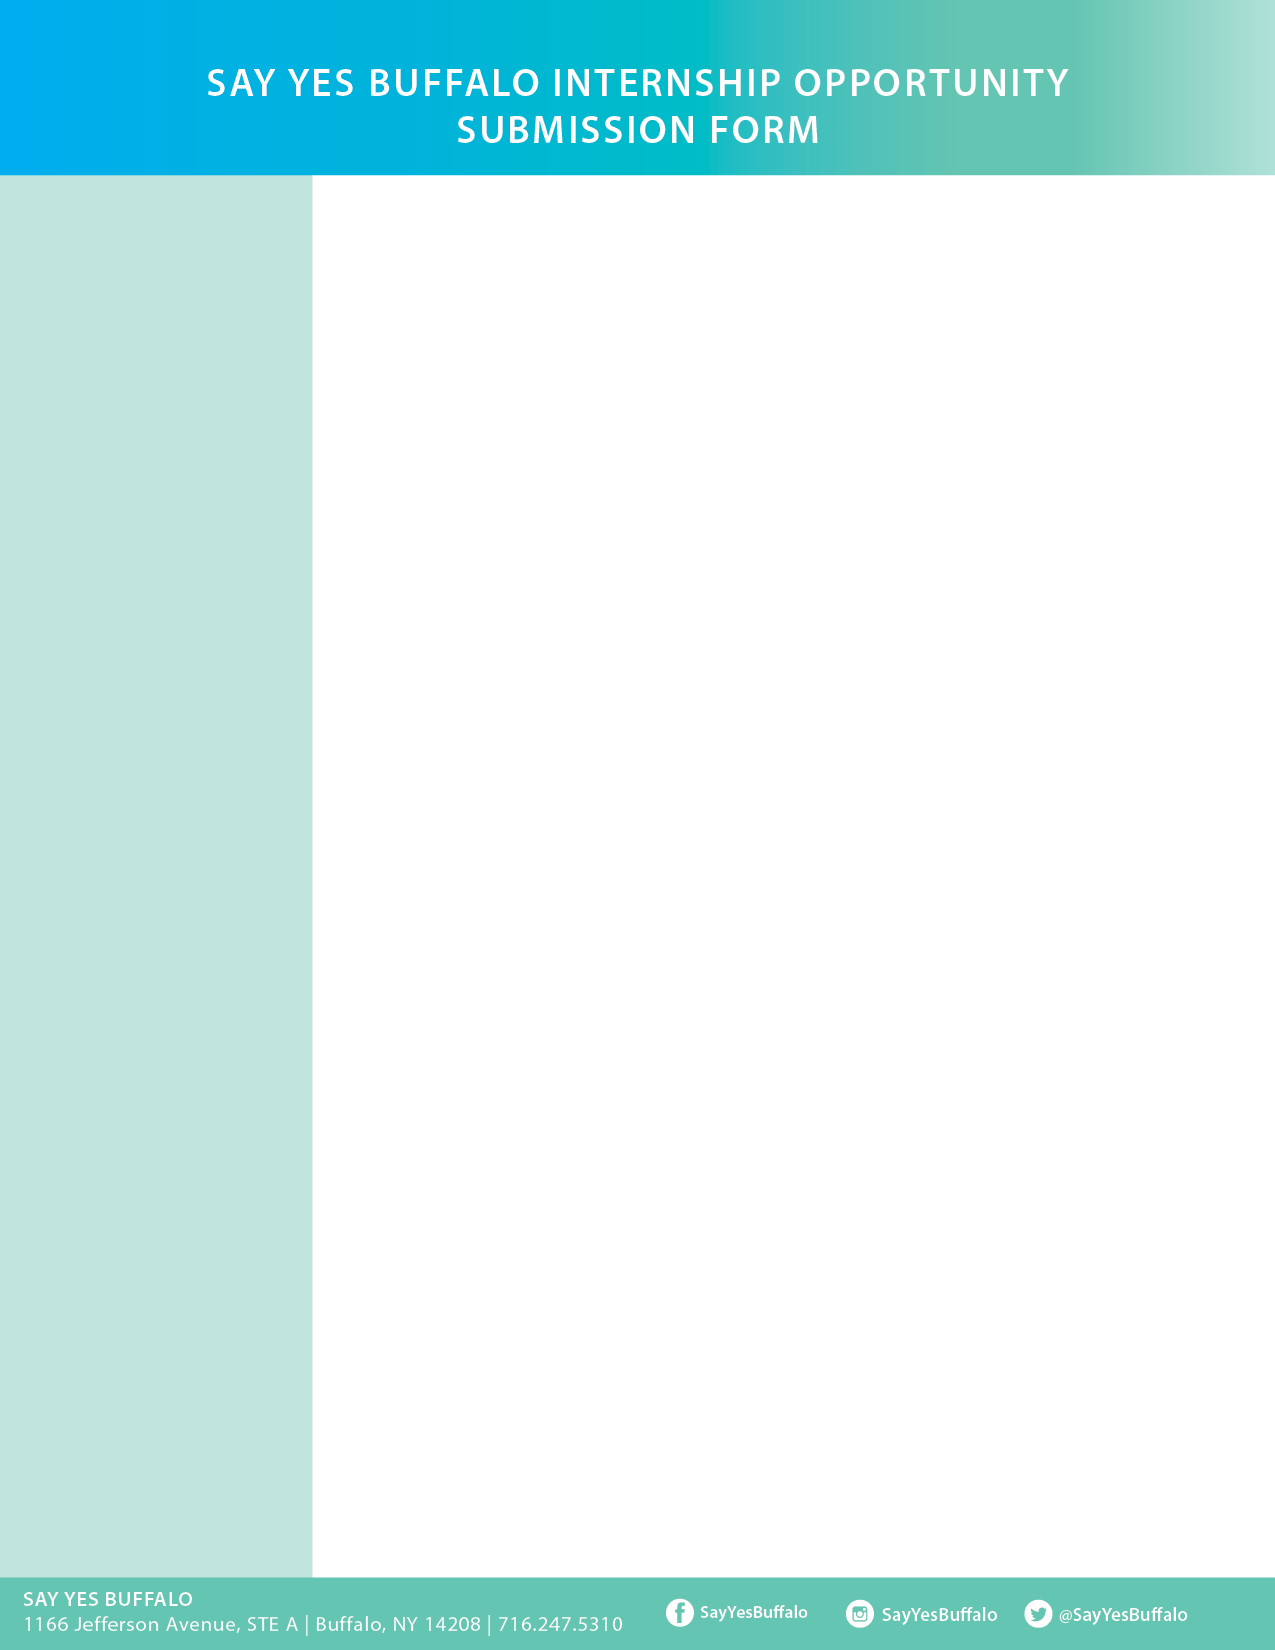 SAY YES BUFFALO INTERNSHIP OPPORTUNITY
SUBMISSION FORM
SAY YES BUFFALO
1166 Jefferson Avenue, STE A | Buffalo, NY 14208 | 716.247.5310
SayYesBuffalo
SayYesBuffalo
@SayYesBuffalo